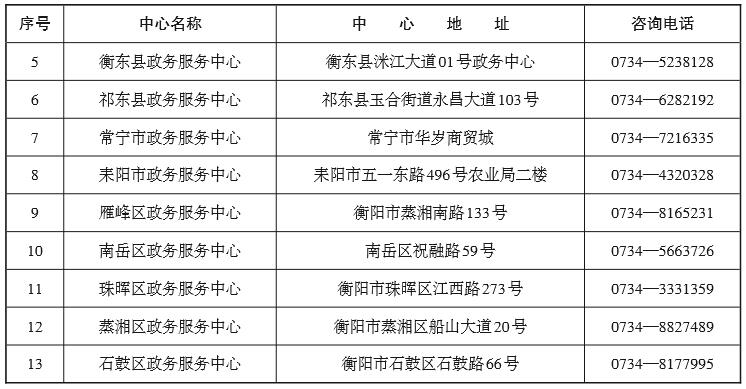 序号 中心名称 中心地址 咨询电话
5 衡东县政务服务中心 衡东县洣江大道01号政务中心 0734—5238128
6 祁东县政务服务中心 祁东县玉合街道永昌大道103号 0734—6282192
7 常宁市政务服务中心 常宁市华岁商贸城 0734—7216335
8 耒阳市政务服务中心 耒阳市五一东路496号农业局二楼 0734—4320328
9 雁峰区政务服务中心 衡阳市蒸湘南路133号 0734—8165231
10 南岳区政务服务中心 南岳区祝融路59号 0734—5663726
11 珠晖区政务服务中心 衡阳市珠晖区江西路273号 0734—3331359
12 蒸湘区政务服务中心 衡阳市蒸湘区船山大道20号 0734—8827489
13 石鼓区政务服务中心 衡阳市石鼓区石鼓路66号 0734—8177995